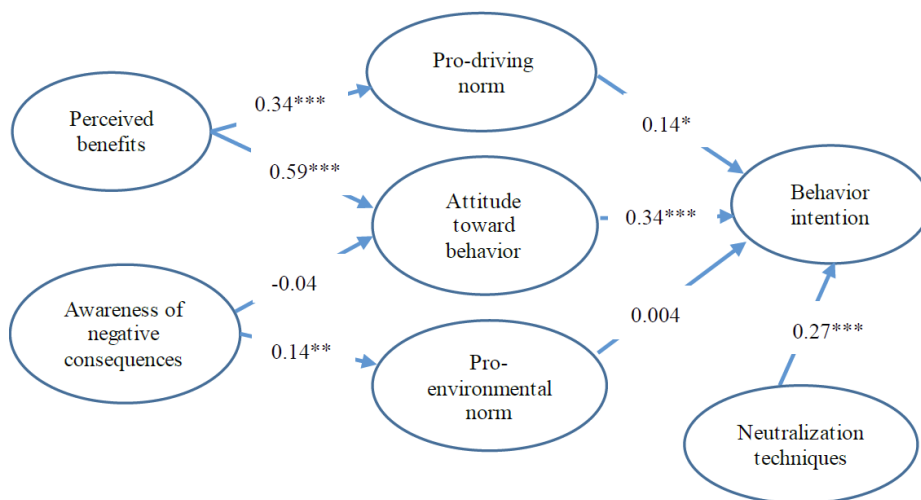 Pro-driving
norm
Perceived
benefits
0.34***
0.14*
0.59***
Attitude
toward
behavior
0.34***
Behavior
intention
-0.04
Awareness of
negative
consequences
0.004
0.14**
0.27***
Pro-
environmental
norm
Neutralization
techniques